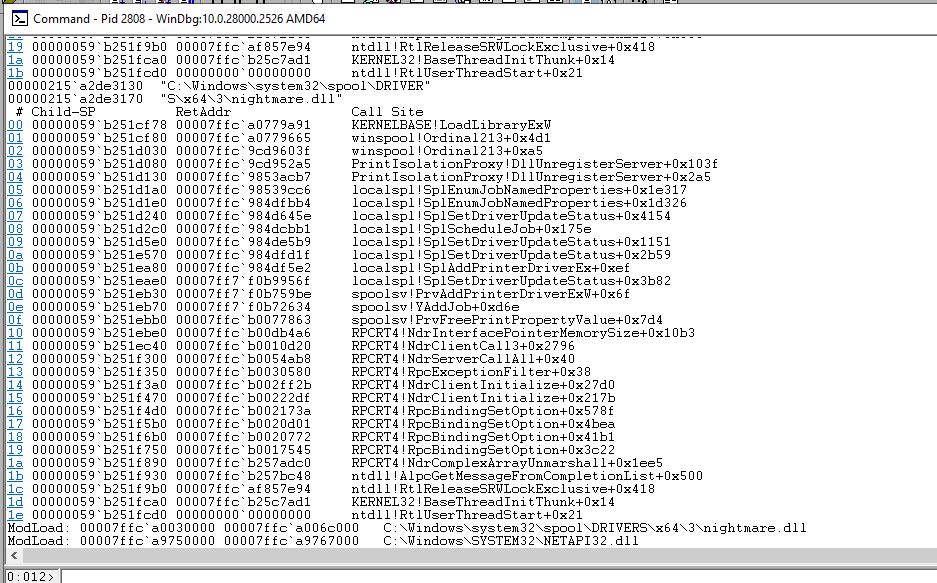 Command - Pid 2808 - WinDbg:10.0.28000.2526 AMD64
19 00000059`b251f9b0 00007ffc`af857e94 ntdll!RtlReleaseSRWLockExclusive+0x418
1a 00000059`b251fca0 00007ffc`b25c7ad1 KERNEL32!BaseThreadInitThunk+0x14
1b 00000059`b251fcd0 00000000`00000000 ntdll!RtlUserThreadStart+0x21
00000215`a2de3130 "C:\Windows\system32\spool\DRIVER"
00000215`a2de3170 "S\x64\3\nightmare.dll"
# Child-SP RetAddr Call Site
00 00000059`b251cf78 00007ffc`a0779a91 KERNELBASE!LoadLibraryExW
01 00000059`b251cf80 00007ffc`a0779665 winspool!Ordinal213+0x4d1
02 00000059`b251d030 00007ffc`9cd9603f winspool!Ordinal213+0xa5
03 00000059`b251d080 00007ffc`9cd952a5 PrintIsolationProxy!DllUnregisterServer+0x103f
04 00000059`b251d130 00007ffc`9853acb7 PrintIsolationProxy!DllUnregisterServer+0x2a5
05 00000059`b251d1a0 00007ffc`98539cc6 localspl!SplEnumJobNamedProperties+0x1e317
06 00000059`b251d1e0 00007ffc`984dfbb4 localspl!SplEnumJobNamedProperties+0x1d326
07 00000059`b251d240 00007ffc`984d645e localspl!SplSetDriverUpdateStatus+0x4154
08 00000059`b251d2c0 00007ffc`984dcbb1 localspl!SplScheduleJob+0x175e
09 00000059`b251d5e0 00007ffc`984de5b9 localspl!SplSetDriverUpdateStatus+0x1151
0a 00000059`b251e570 00007ffc`984dfd1f localspl!SplSetDriverUpdateStatus+0x2b59
0b 00000059`b251ea80 00007ffc`984df5e2 localspl!SplAddPrinterDriverEx+0xef
0c 00000059`b251eae0 00007ff7`f0b9956f localspl!SplSetDriverUpdateStatus+0x3b82
0d 00000059`b251eb30 00007ff7`f0b759be spoolsv!PrvAddPrinterDriverExW+0x6f
0e 00000059`b251eb70 00007ff7`f0b72634 spoolsv!YAddJob+0xd6e
0f 00000059`b251ebb0 00007ffc`b0077863 spoolsv!PrvFreePrintPropertyValue+0x7d4
10 00000059`b251ebe0 00007ffc`b00db4a6 RPCRT4!NdrInterfacePointerMemorySize+0x10b3
11 00000059`b251ec40 00007ffc`b0010d20 RPCRT4!NdrClientCall3+0x2796
12 00000059`b251f300 00007ffc`b0054ab8 RPCRT4!NdrServerCallAll+0x40
13 00000059`b251f350 00007ffc`b0030580 RPCRT4!RpcExceptionFilter+0x38
14 00000059`b251f3a0 00007ffc`b002ff2b RPCRT4!NdrClientInitialize+0x27d0
15 00000059`b251f470 00007ffc`b00222df RPCRT4!NdrClientInitialize+0x217b
16 00000059`b251f4d0 00007ffc`b002173a RPCRT4!RpcBindingSetOption+0x578f
17 00000059`b251f5b0 00007ffc`b0020d01 RPCRT4!RpcBindingSetOption+0x4bea
18 00000059`b251f6b0 00007ffc`b0020772 RPCRT4!RpcBindingSetOption+0x41b1
19 00000059`b251f750 00007ffc`b0017545 RPCRT4!RpcBindingSetOption+0x3c22
1a 00000059`b251f890 00007ffc`b257adc0 RPCRT4!NdrComplexArrayUnmarshall+0x1ee5
1b 00000059`b251f930 00007ffc`b257bc48 ntdll!AlpcGetMessageFromCompletionList+0x500
1c 00000059`b251f9b0 00007ffc`af857e94 ntdll!RtlReleaseSRWLockExclusive+0x418
1d 00000059`b251fca0 00007ffc`b25c7ad1 KERNEL32!BaseThreadInitThunk+0x14
1e 00000059`b251fcd0 00000000`00000000 ntdll!RtlUserThreadStart+0x21
ModLoad: 00007ffc`a0030000 00007ffc`a006c000 C:\Windows\system32\spool\DRIVERS\x64\3\nightmare.dll
ModLoad: 00007ffc`a9750000 00007ffc`a9767000 C:\Windows\SYSTEM32\NETAPI32.dll
0:012>